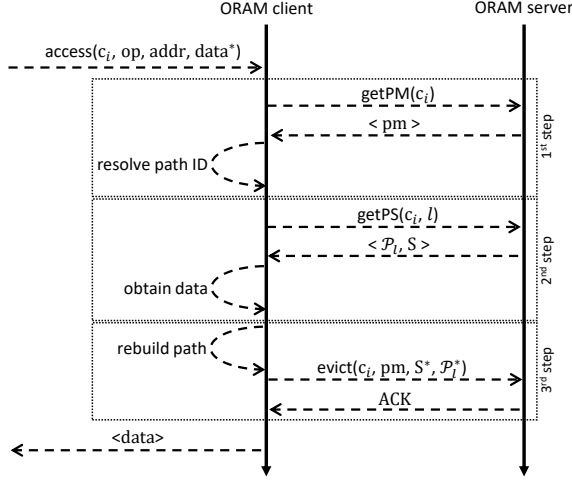 ORAM client
ORAM server
access(c_i, op, addr, data*)
getPM(c_i)
< pm >
resolve path ID
1st step
getPS(c_i, l)
< 𝒫_l, S >
obtain data
2nd step
rebuild path
evict(c_i, pm, S*, 𝒫_l*)
ACK
3rd step
<data>